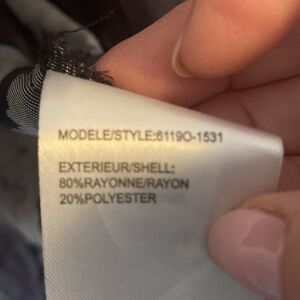 MODELE/STYLE:6119O-1531
EXTERIEUR/SHELL:
80%RAYONNE/RAYON
20%POLYESTER